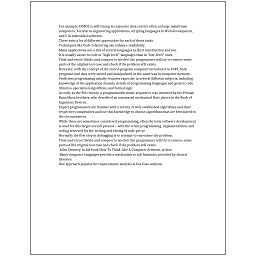 For example, COBOL is still strong in corporate data centers often on large mainframe
computers, Fortran in engineering applications, scripting languages in Web development,
and C in embedded software.
There exist a lot of different approaches for each of those tasks.
Techniques like Code refactoring can enhance readability.
Many applications use a mix of several languages in their construction and use.
It is usually easier to code in "high-level" languages than in "low-level" ones.
Trial-and-error/divide-and-conquer is needed: the programmer will try to remove some
parts of the original test case and check if the problem still exists.
However, with the concept of the stored-program computer introduced in 1949, both
programs and data were stored and manipulated in the same way in computer memory.
Proficient programming usually requires expertise in several different subjects, including
knowledge of the application domain, details of programming languages and generic code
libraries, specialized algorithms, and formal logic.
As early as the 9th century, a programmable music sequencer was invented by the Persian
Banu Musa brothers, who described an automated mechanical flute player in the Book of
Ingenious Devices.
Expert programmers are familiar with a variety of well-established algorithms and their
respective complexities and use this knowledge to choose algorithms that are best suited to
the circumstances.
While these are sometimes considered programming, often the term software development
is used for this larger overall process – with the terms programming, implementation, and
coding reserved for the writing and editing of code per se.
Normally the first step in debugging is to attempt to reproduce the problem.
Trial-and-error/divide-and-conquer is needed: the programmer will try to remove some
parts of the original test case and check if the problem still exists.
Allen Downey, in his book How To Think Like A Computer Scientist, writes:
Many computer languages provide a mechanism to call functions provided by shared
libraries.
One approach popular for requirements analysis is Use Case analysis.